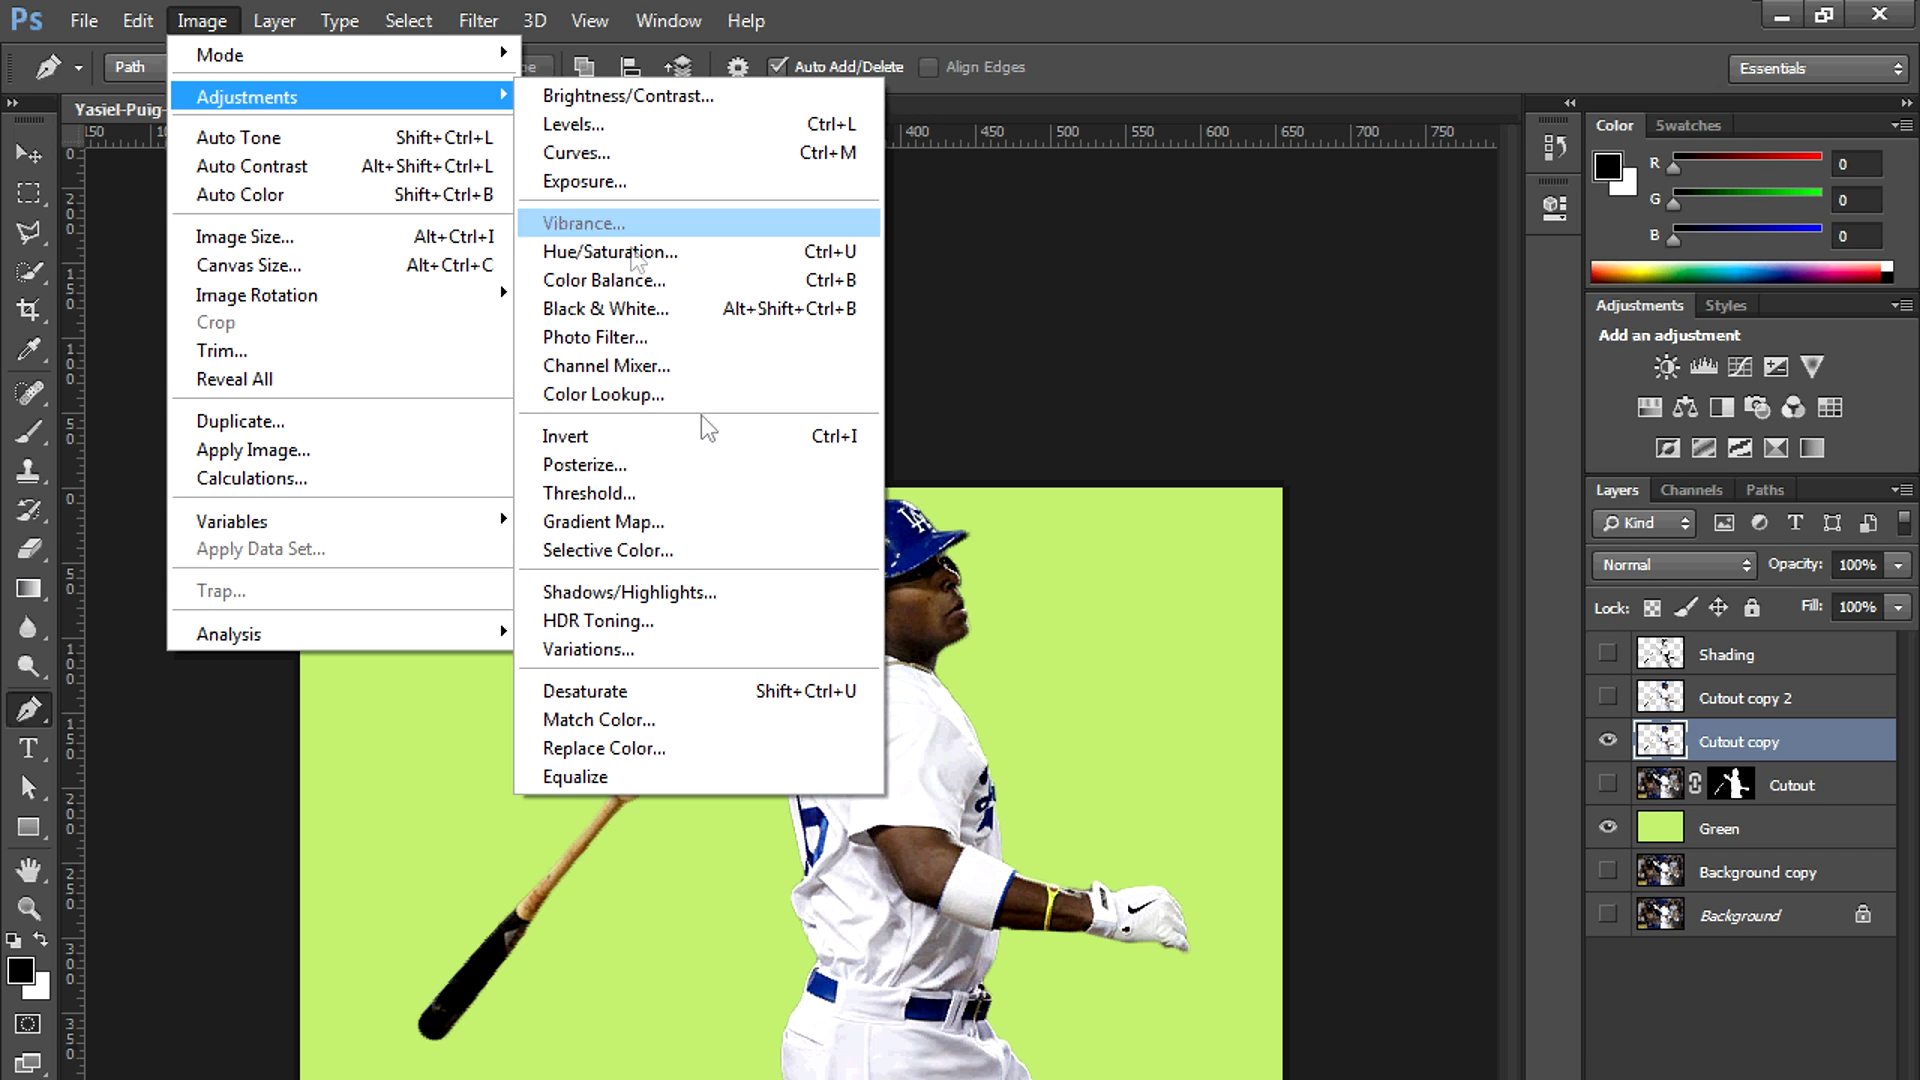 Ps File Edit Image Layer Type Select Filter 3D View Window Help
Path Auto Add/Delete Align Edges Essentials
Yasiel-Puig-
400 450 500 550 600 650 700 750
Mode
Adjustments
Auto Tone Shift+Ctrl+L
Auto Contrast Alt+Shift+Ctrl+L
Auto Color Shift+Ctrl+B
Image Size... Alt+Ctrl+I
Canvas Size... Alt+Ctrl+C
Image Rotation
Crop
Trim...
Reveal All
Duplicate...
Apply Image...
Calculations...
Variables
Apply Data Set...
Trap...
Analysis
Brightness/Contrast...
Levels... Ctrl+L
Curves... Ctrl+M
Exposure...
Vibrance...
Hue/Saturation... Ctrl+U
Color Balance... Ctrl+B
Black & White... Alt+Shift+Ctrl+B
Photo Filter...
Channel Mixer...
Color Lookup...
Invert Ctrl+I
Posterize...
Threshold...
Gradient Map...
Selective Color...
Shadows/Highlights...
HDR Toning...
Variations...
Desaturate Shift+Ctrl+U
Match Color...
Replace Color...
Equalize
LA
Color Swatches
R 0
G 0
B 0
Adjustments Styles
Add an adjustment
Layers Channels Paths
Kind
Normal Opacity: 100%
Lock: Fill: 100%
Shading
Cutout copy 2
Cutout copy
Cutout
Green
Background copy
Background